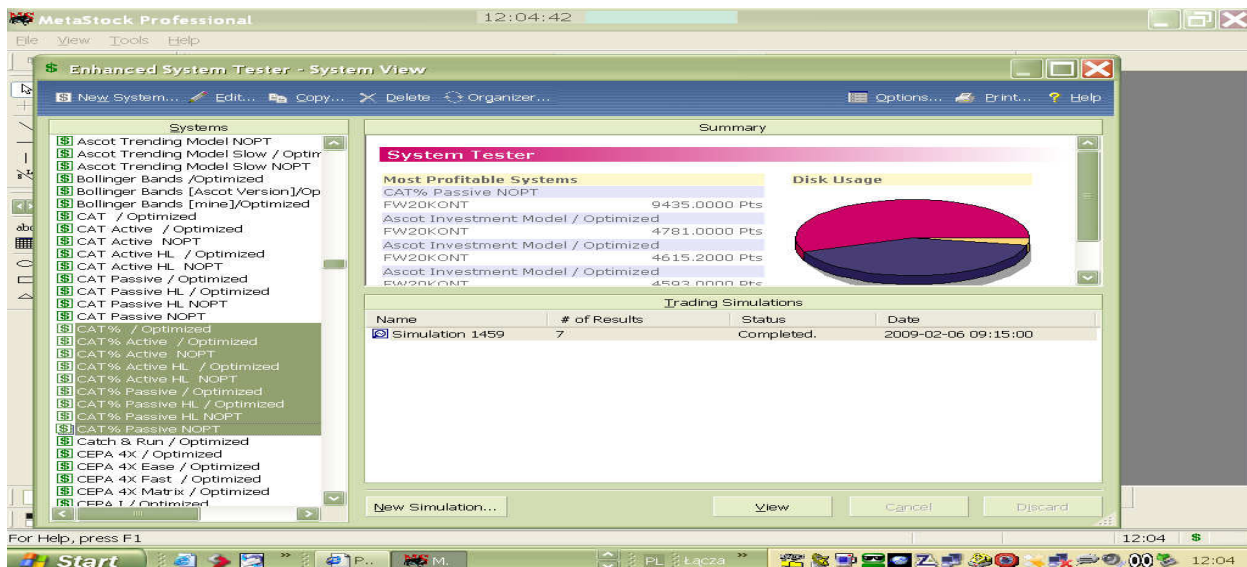 MetaStock Professional
12:04:42
File View Tools Help
Enhanced System Tester - System View
New System... Edit... Copy... Delete Organizer...
Options... Print... Help
Systems
Ascot Trending Model NOPT
Ascot Trending Model Slow / Optim
Ascot Trending Model Slow NOPT
Bollinger Bands /Optimized
Bollinger Bands [Ascot Version]/Op
Bollinger Bands [mine]/Optimized
CAT / Optimized
CAT Active / Optimized
CAT Active NOPT
CAT Active HL / Optimized
CAT Active HL NOPT
CAT Passive / Optimized
CAT Passive HL / Optimized
CAT Passive HL NOPT
CAT Passive NOPT
CAT% / Optimized
CAT% Active / Optimized
CAT% Active NOPT
CAT% Active HL / Optimized
CAT% Active HL NOPT
CAT% Passive / Optimized
CAT% Passive HL / Optimized
CAT% Passive HL NOPT
CAT% Passive NOPT
Catch & Run / Optimized
CEPA 4X / Optimized
CEPA 4X Ease / Optimized
CEPA 4X Fast / Optimized
CEPA 4X Matrix / Optimized
CEPA I / Optimized
Summary
System Tester
Most Profitable Systems
CAT% Passive NOPT
FW20KONT 9435.0000 Pts
Ascot Investment Model / Optimized
FW20KONT 4781.0000 Pts
Ascot Investment Model / Optimized
FW20KONT 4615.2000 Pts
Ascot Investment Model / Optimized
FW20KONT 4593.0000 Pts
Disk Usage
Trading Simulations
Name # of Results Status Date
Simulation 1459 7 Completed. 2009-02-06 09:15:00
New Simulation... View Cancel Discard
For Help, press F1
12:04
Start
P..
M.
PL
Łącza
12:04